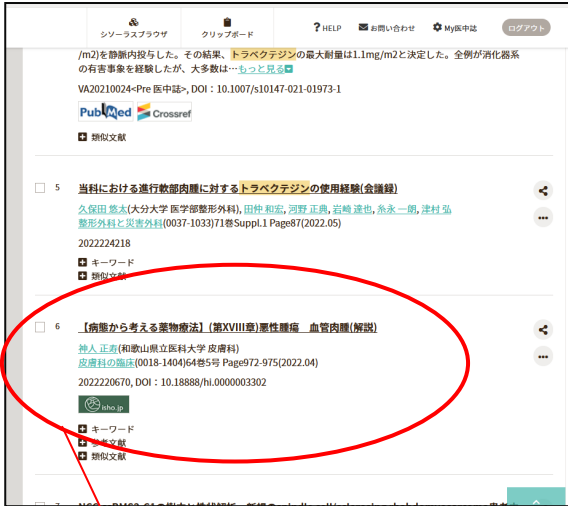 シソーラスブラウザ
クリップボード
? HELP
お問い合わせ
My医中誌
ログアウト
/m2)を静脈内投与した。その結果、トラベクテジンの最大耐量は1.1mg/m2と決定した。全例が消化器系
の有害事象を経験したが、大多数は…もっと見る
VA20210024<Pre 医中誌>, DOI：10.1007/s10147-021-01973-1
PubMed Crossref
類似文献
5 当科における進行軟部肉腫に対するトラベクテジンの使用経験(会議録)
久保田 悠太(大分大学 医学部整形外科), 田仲 和宏, 河野 正典, 岩崎 達也, 糸永 一朗, 津村 弘
整形外科と災害外科(0037-1033)71巻Suppl.1 Page87(2022.05)
2022224218
キーワード
類似文献
6 【病態から考える薬物療法】(第XVIII章)悪性腫瘍 血管肉腫(解説)
神人 正寿(和歌山県立医科大学 皮膚科)
皮膚科の臨床(0018-1404)64巻5号 Page972-975(2022.04)
2022220670, DOI：10.18888/hi.0000003302
isho.jp
キーワード
参考文献
類似文献